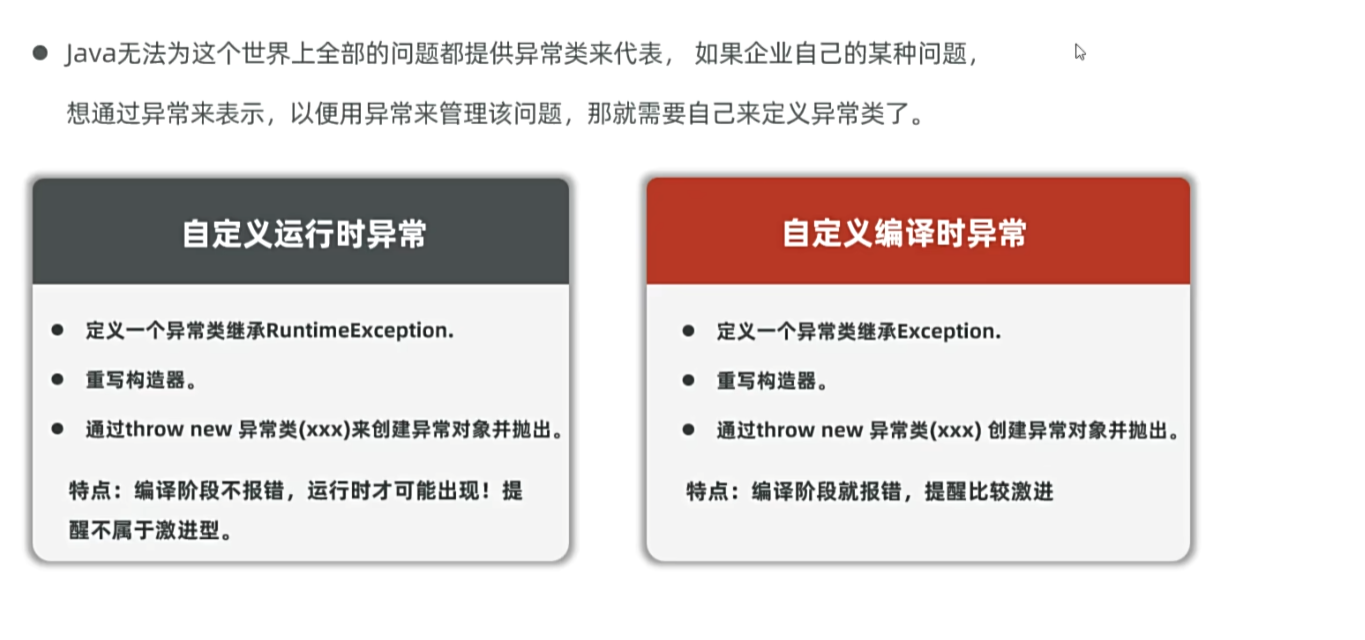 Java无法为这个世界上全部的问题都提供异常类来代表， 如果企业自己的某种问题，
想通过异常来表示，以便用异常来管理该问题，那就需要自己来定义异常类了。
自定义运行时异常
定义一个异常类继承RuntimeException.
重写构造器。
通过throw new 异常类(xxx)来创建异常对象并抛出。
特点：编译阶段不报错，运行时才可能出现！提
醒不属于激进型。
自定义编译时异常
定义一个异常类继承Exception.
重写构造器。
通过throw new 异常类(xxx) 创建异常对象并抛出。
特点：编译阶段就报错，提醒比较激进